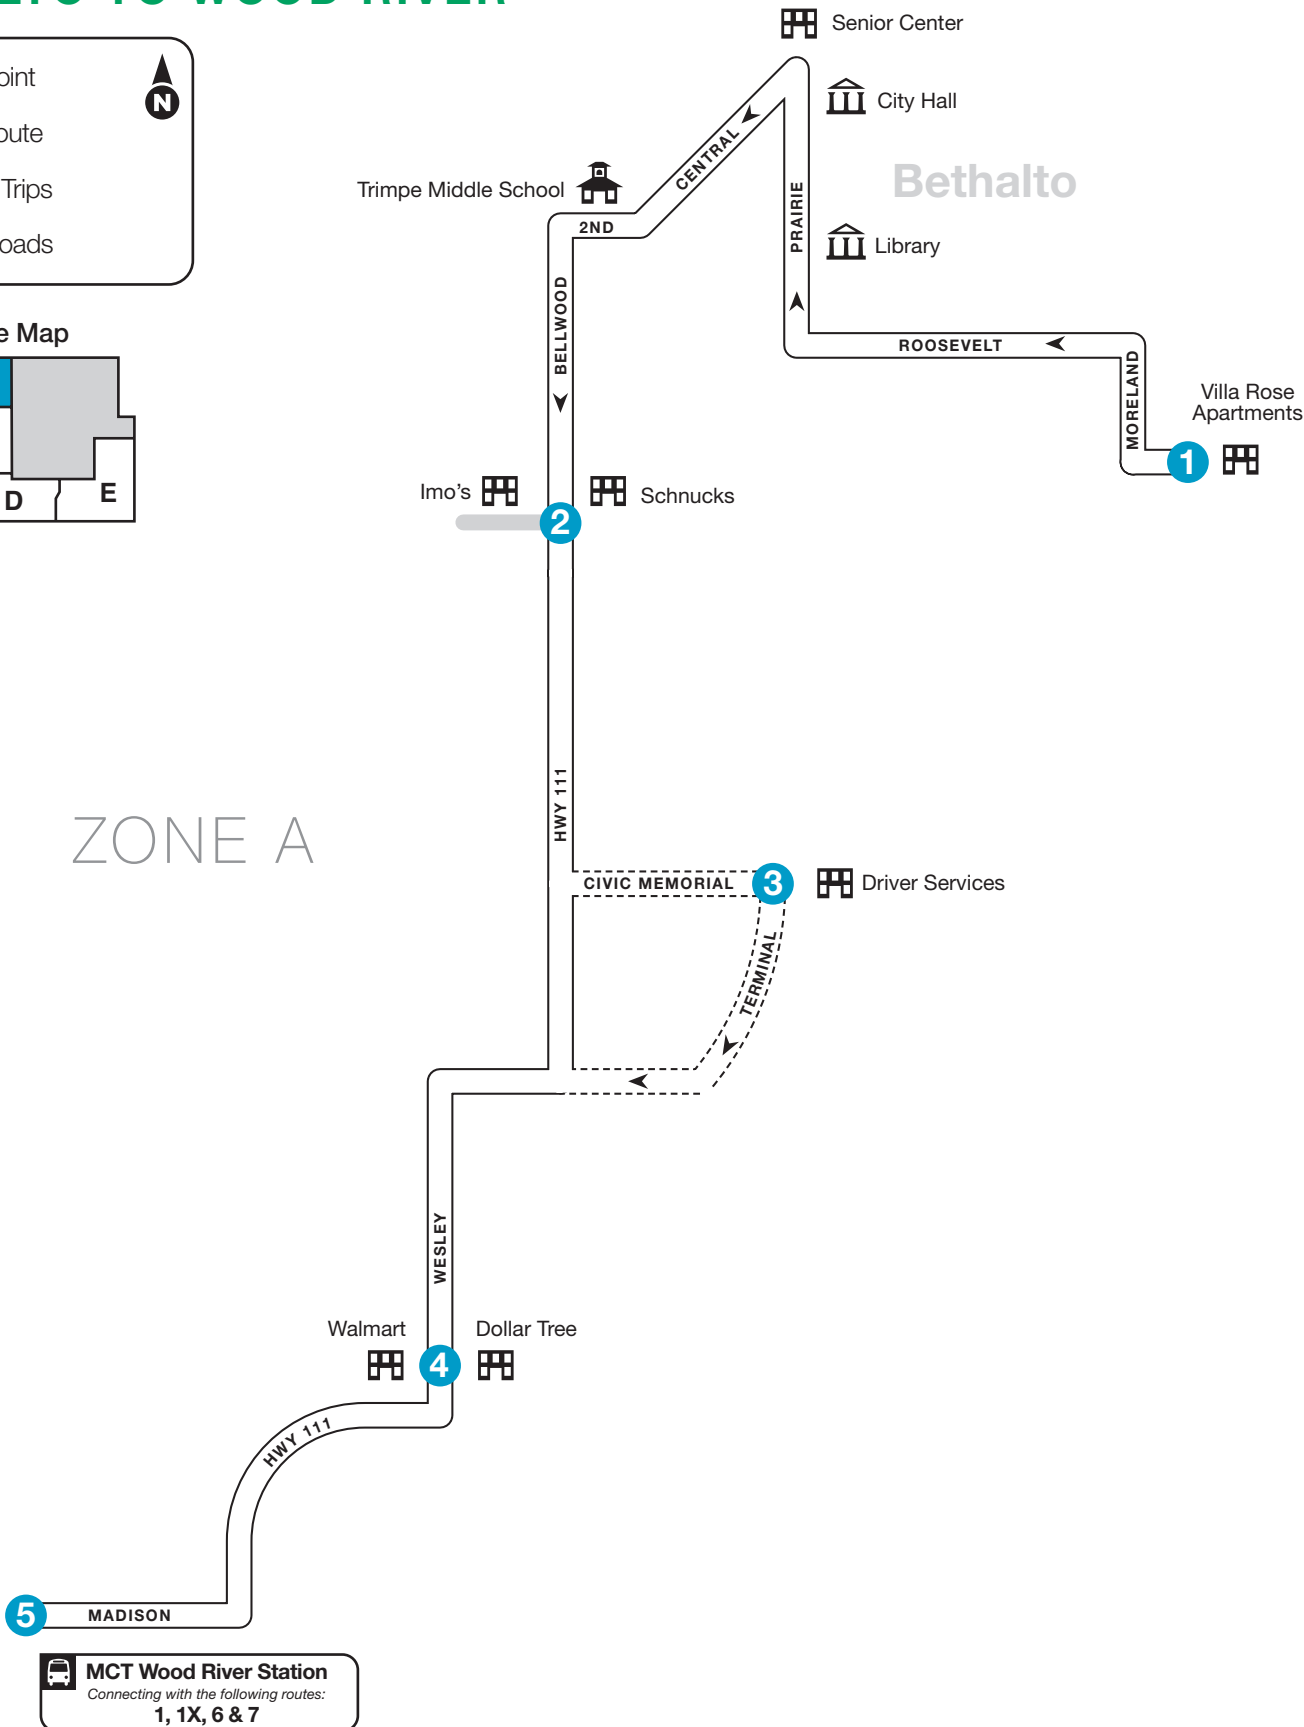 TO WOOD RIVER
Senior Center
oint
N
City Hall
oute
CENTRAL
Bethalto
Trips
Trimpe Middle School
PRAIRIE
2ND
oads
Library
BELLWOOD
e Map
ROOSEVELT
MORELAND
Villa Rose
Apartments
1
D
E
Imo's
Schnucks
2
HWY 111
ZONE A
CIVIC MEMORIAL
3
Driver Services
TERMINAL
WESLEY
Walmart
Dollar Tree
4
HWY 111
5
MADISON
MCT Wood River Station
Connecting with the following routes:
1, 1X, 6 & 7